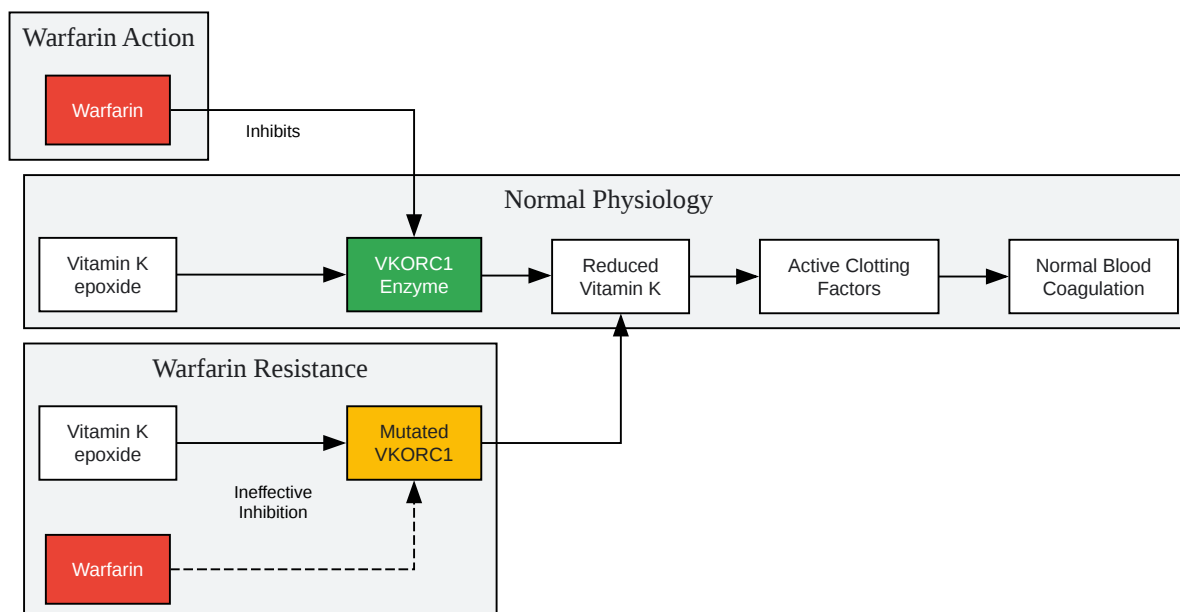 Warfarin Action
Warfarin
Inhibits
Normal Physiology
Vitamin K
epoxide
VKORC1
Enzyme
Reduced
Vitamin K
Active Clotting
Factors
Normal Blood
Coagulation
Warfarin Resistance
Vitamin K
epoxide
Mutated
VKORC1
Ineffective
Inhibition
Warfarin